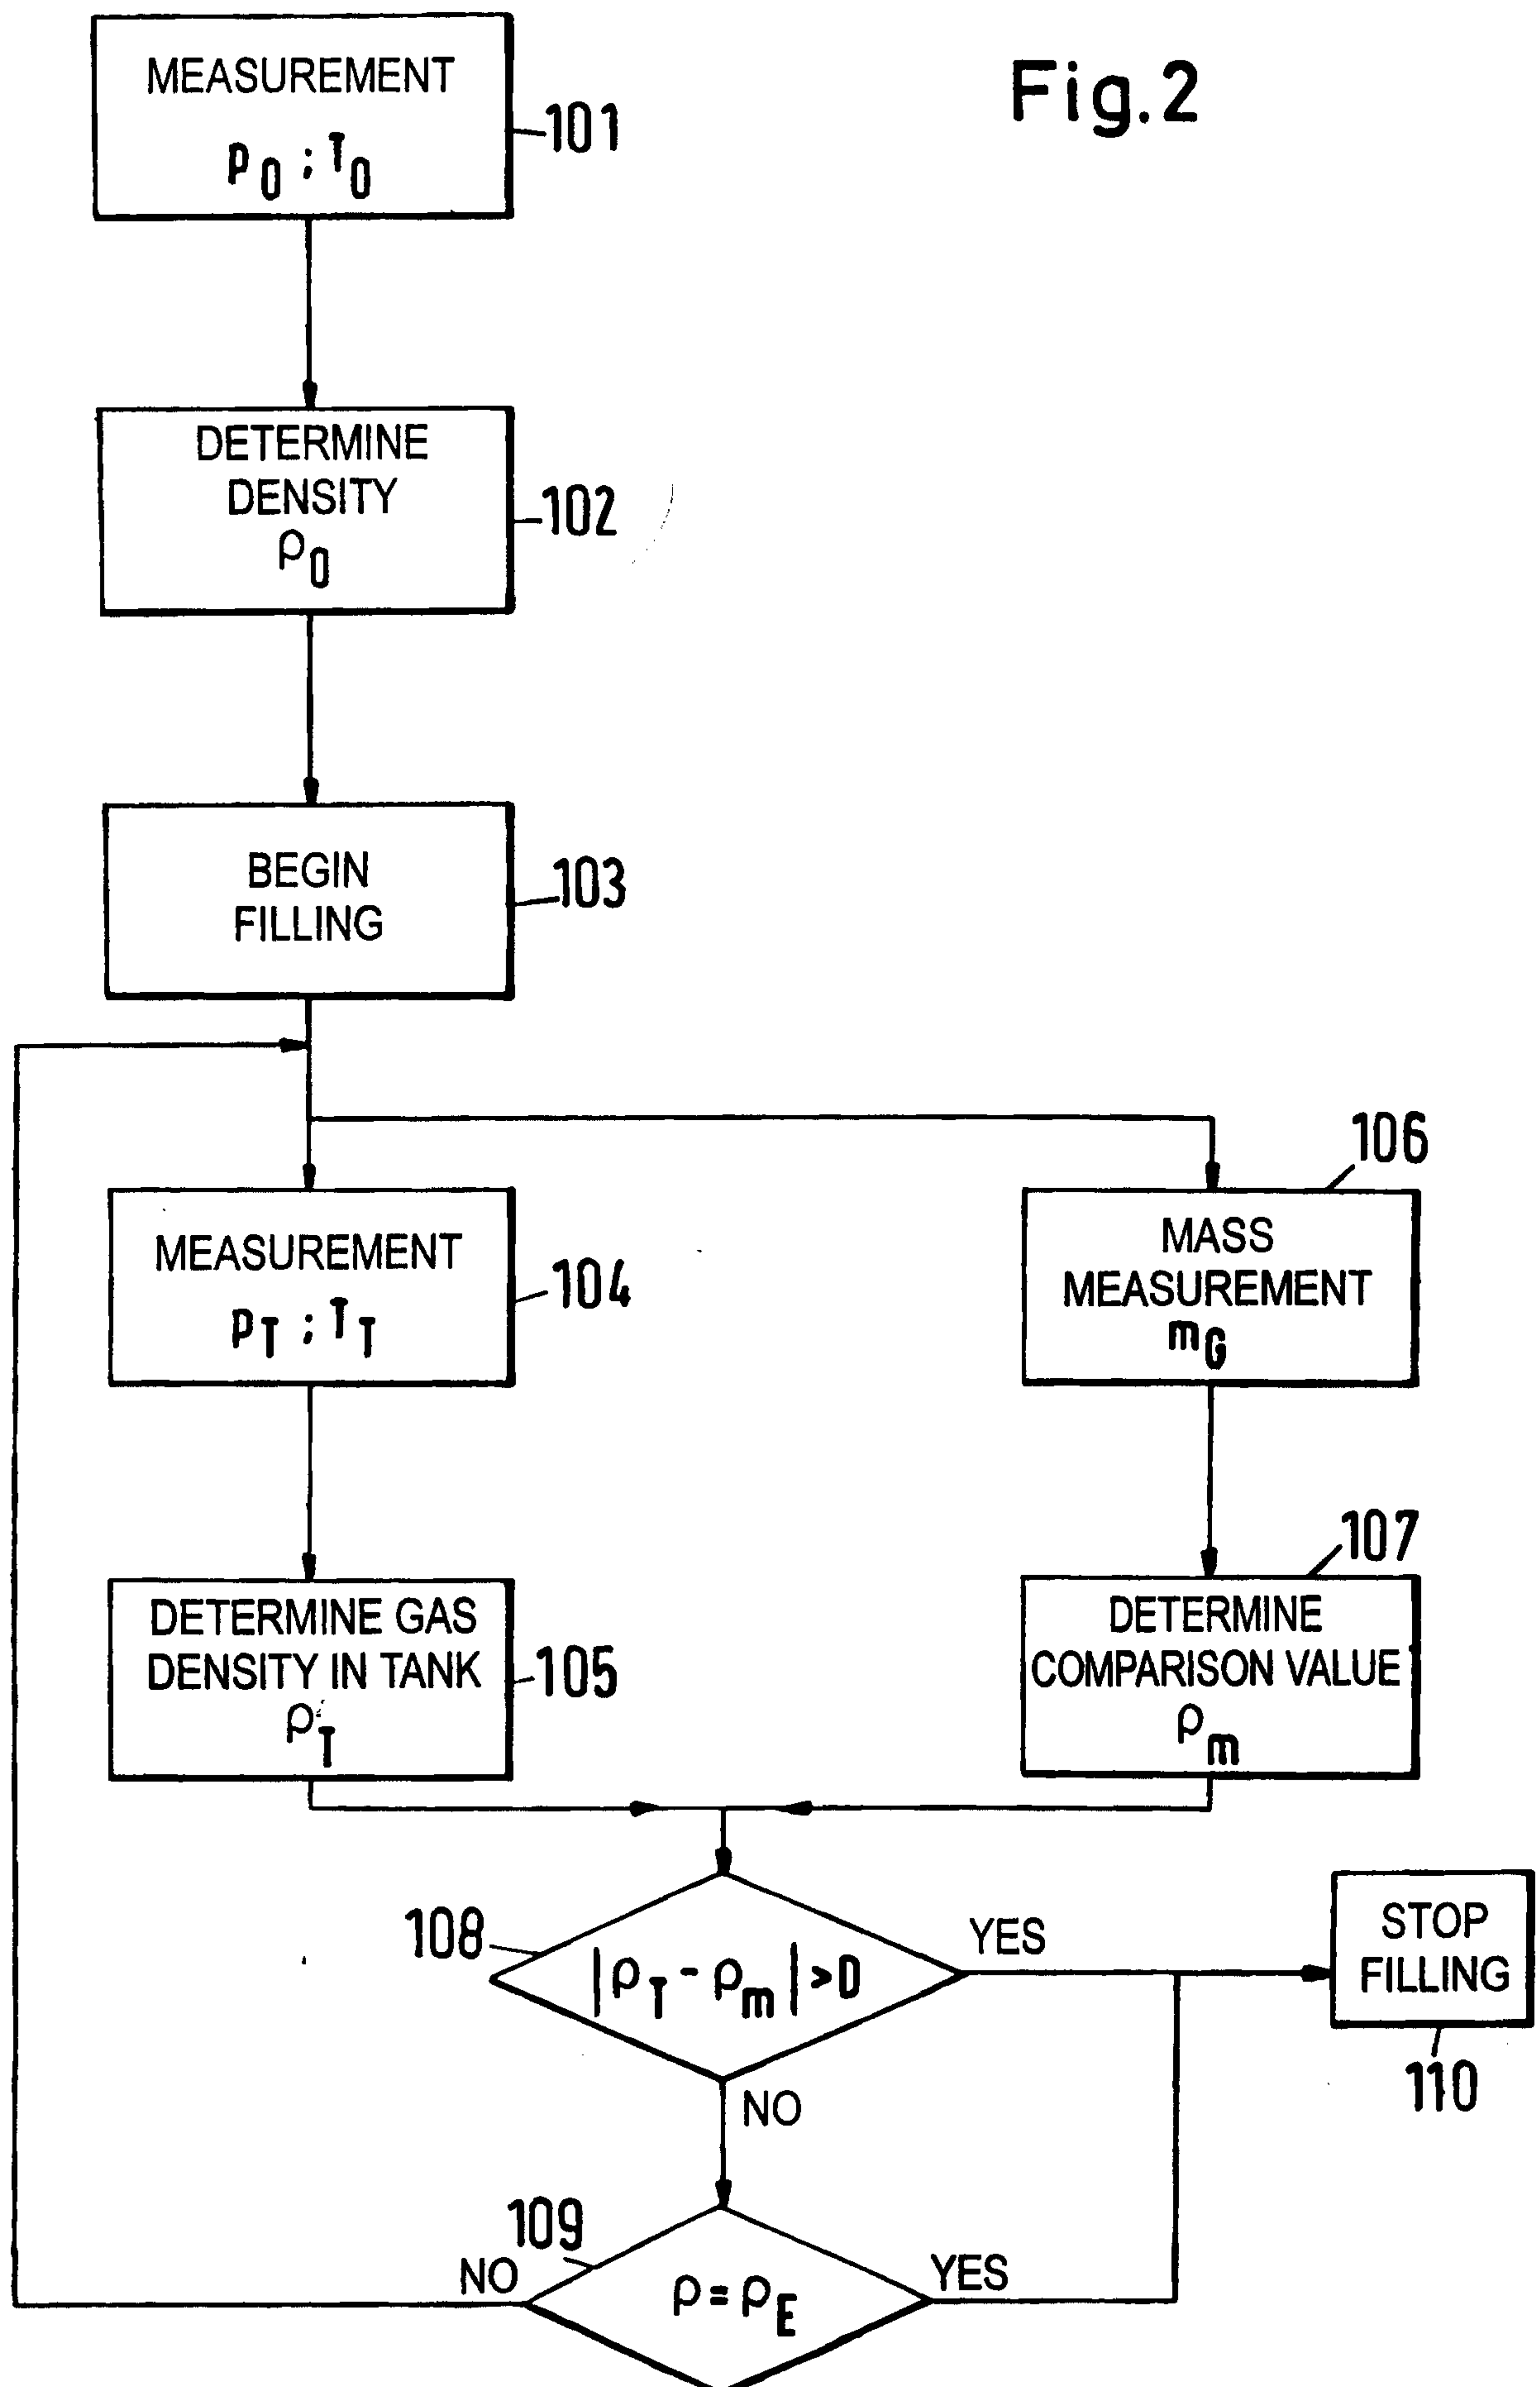 Fig.2
MEASUREMENT
p0 ; T0
101
DETERMINE
DENSITY
ρ0
102
BEGIN
FILLING
103
MEASUREMENT
pT ; TT
104
106
MASS
MEASUREMENT
mG
DETERMINE GAS
DENSITY IN TANK
ρT
105
107
DETERMINE
COMPARISON VALUE
ρm
108
|ρT - ρm| >D
YES
NO
STOP
FILLING
110
109
NO
ρ = ρE
YES